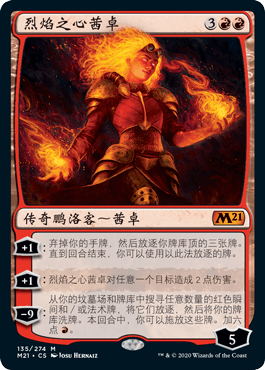 烈焰之心茜卓 3
传奇鹏洛客～茜卓 M21
+1: 弃掉你的手牌，然后放逐你牌库顶的三张牌。
直到回合结束，你可以使用以此法放逐的牌。
+1: 烈焰之心茜卓对任意一个目标造成2点伤害。
从你的坟墓场和牌库中搜寻任意数量的红色瞬
-9: 间和／或法术牌，将它们放逐，然后将你的牌
库洗牌。本回合中，你可以施放这些牌。加六
点。
5
135/274 M
M21 • CS JOSU HERNAIZ ™ & © 2020 Wizards of the Coast